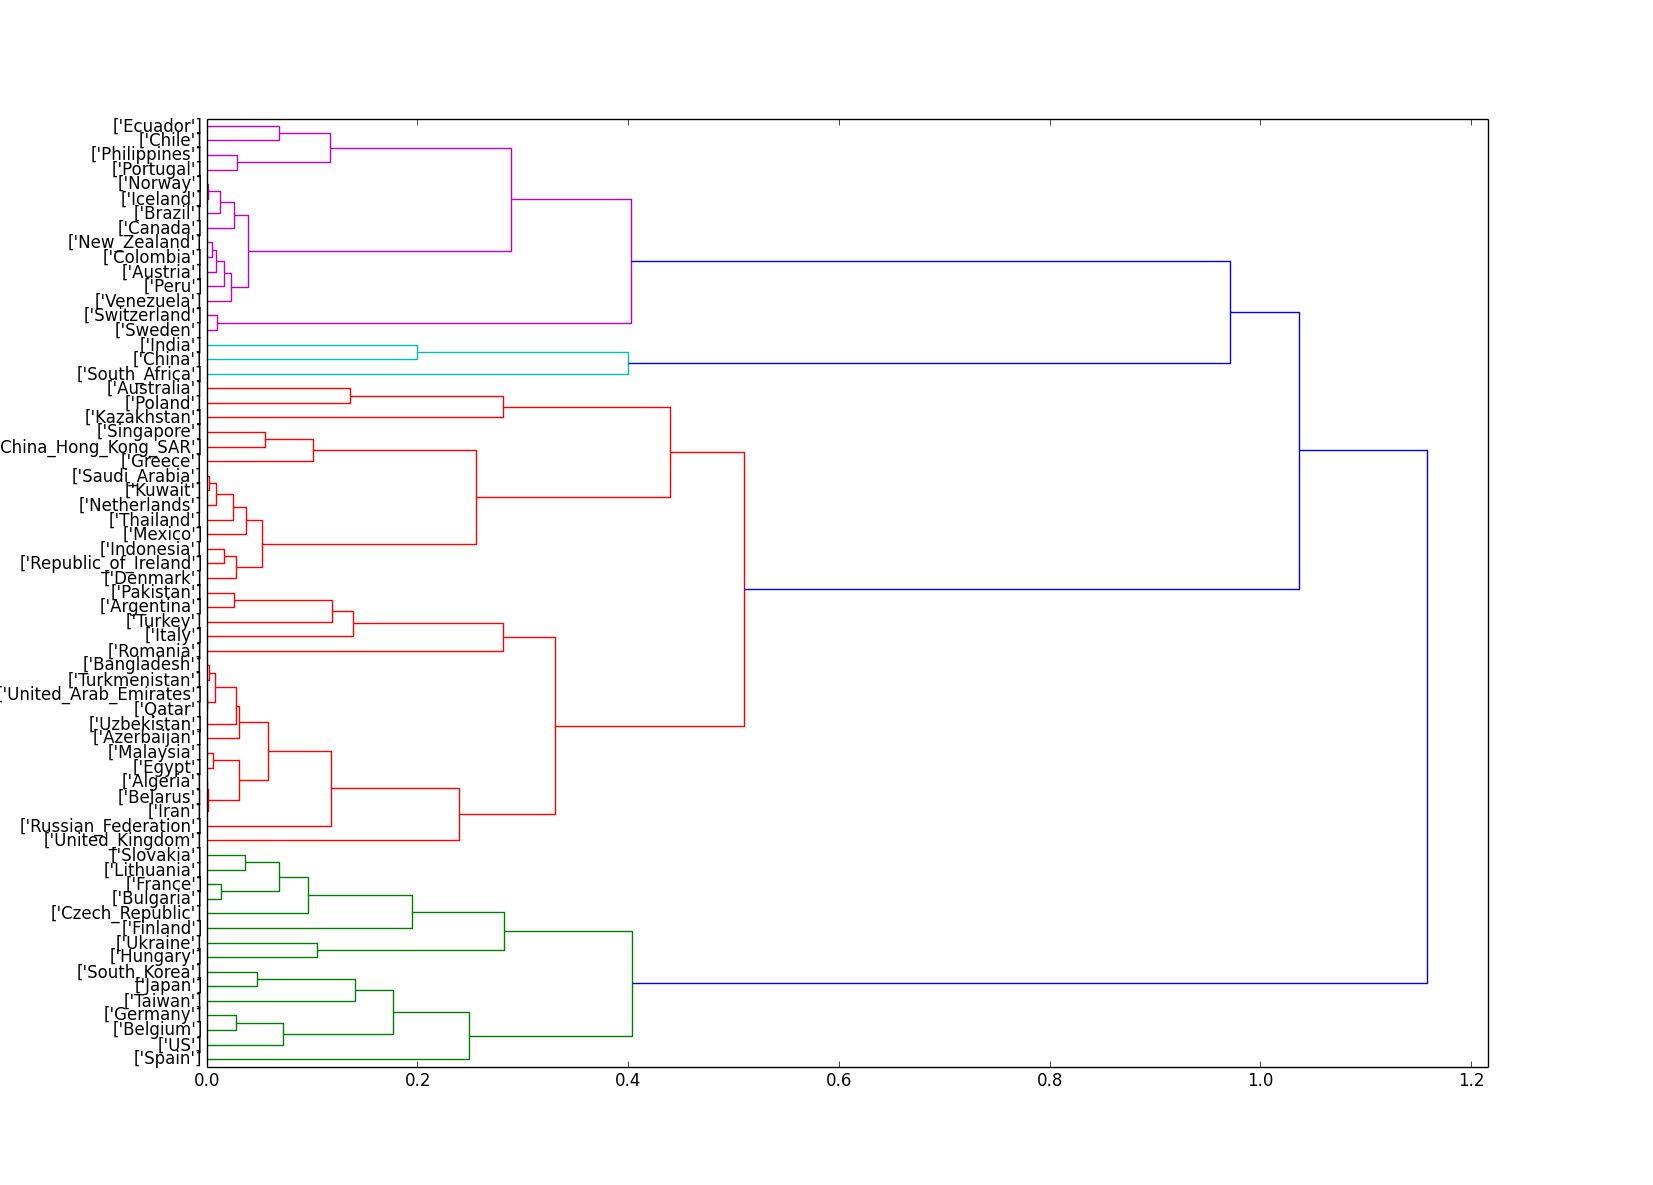 ['Ecuador']
['Chile']
['Philippines']
['Portugal']
['Norway']
['Iceland']
['Brazil']
['Canada']
['New_Zealand']
['Colombia']
['Austria']
['Peru']
['Venezuela']
['Switzerland']
['Sweden']
['India']
['China']
['South_Africa']
['Australia']
['Poland']
['Kazakhstan']
['Singapore']
China_Hong_Kong_SAR']
['Greece']
['Saudi_Arabia']
['Kuwait']
['Netherlands']
['Thailand']
['Mexico']
['Indonesia']
['Republic_of_Ireland']
['Denmark']
['Pakistan']
['Argentina']
['Turkey']
['Italy']
['Romania']
['Bangladesh']
['Turkmenistan']
['United_Arab_Emirates']
['Qatar']
['Uzbekistan']
['Azerbaijan']
['Malaysia']
['Egypt']
['Algeria']
['Belarus']
['Iran']
['Russian_Federation']
['United_Kingdom']
['Slovakia']
['Lithuania']
['France']
['Bulgaria']
['Czech_Republic']
['Finland']
['Ukraine']
['Hungary']
['South_Korea']
['Japan']
['Taiwan']
['Germany']
['Belgium']
['US']
['Spain']
0.0 0.2 0.4 0.6 0.8 1.0 1.2